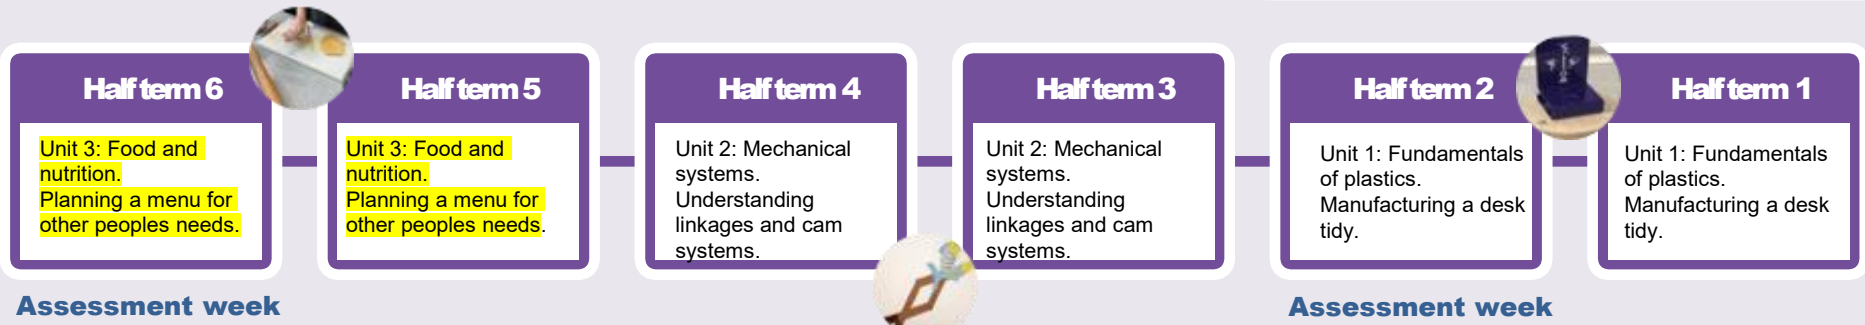 Half term 6
Unit 3: Food and
nutrition.
Planning a menu for
other peoples needs.
Assessment week
Half term 5
Unit 3: Food and
nutrition.
Planning a menu for
other peoples needs.
Half term 4
Unit 2: Mechanical
systems.
Understanding
linkages and cam
systems.
Half term 3
Unit 2: Mechanical
systems.
Understanding
linkages and cam
systems.
Half term 2
Unit 1: Fundamentals
of plastics.
Manufacturing a desk
tidy.
Assessment week
Half term 1
Unit 1: Fundamentals
of plastics.
Manufacturing a desk
tidy.